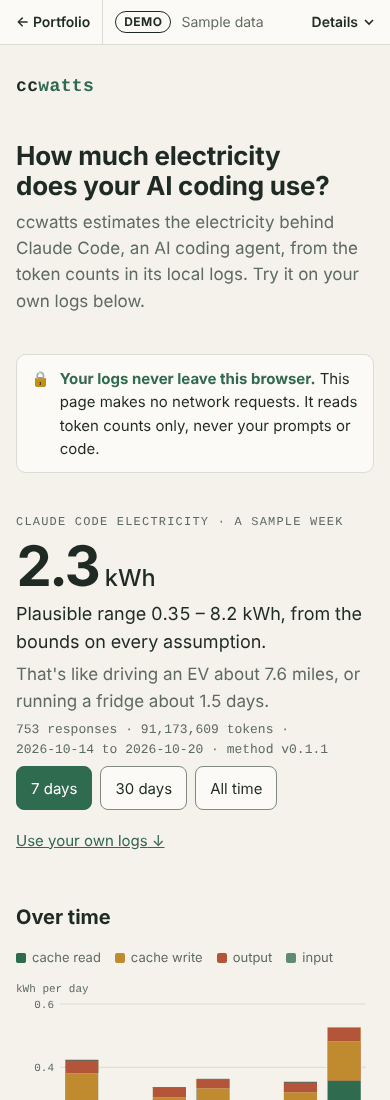 ← Portfolio
DEMO
Sample data
Details
ccwatts
How much electricity
does your AI coding use?
ccwatts estimates the electricity behind
Claude Code, an AI coding agent, from the
token counts in its local logs. Try it on your
own logs below.
Your logs never leave this browser. This
page makes no network requests. It reads
token counts only, never your prompts or
code.
CLAUDE CODE ELECTRICITY · A SAMPLE WEEK
2.3 kWh
Plausible range 0.35 – 8.2 kWh, from the
bounds on every assumption.
That's like driving an EV about 7.6 miles, or
running a fridge about 1.5 days.
753 responses · 91,173,609 tokens ·
2026-10-14 to 2026-10-20 · method v0.1.1
7 days
30 days
All time
Use your own logs ↓
Over time
cache read
cache write
output
input
kWh per day
0.6
0.4